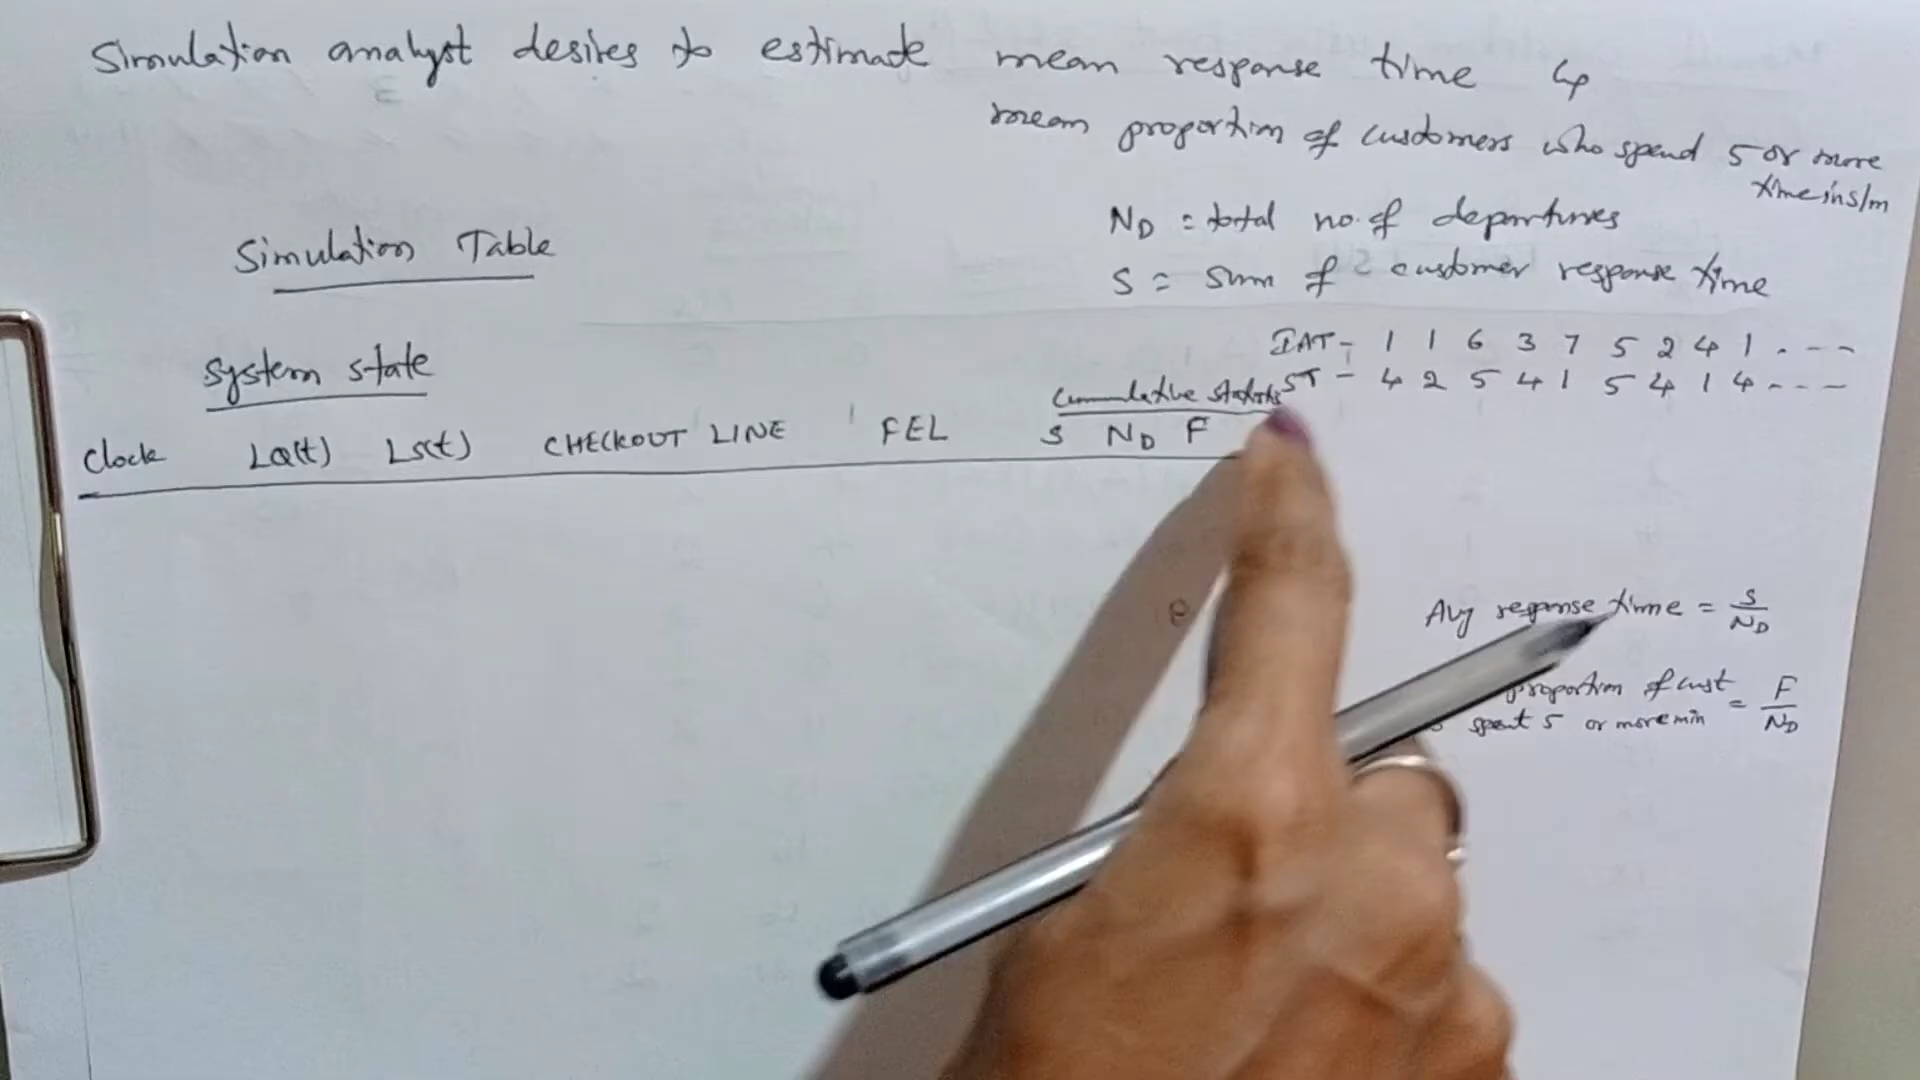 Simulation analyst desires to estimate mean response time &
mean proportion of customers who spend 5 or more
time in s/m
ND = total no. of departures
S = sum of customer response time
Simulation Table
IAT - 1 1 6 3 7 5 2 4 1 . - - -
ST - 4 2 5 4 1 5 4 1 4 - - - -
System state
Cumulative
Clock LQ(t) LS(t) CHECKOUT LINE FEL S ND F
Avg response time = S/ND
proportion of cust
spent 5 or more min = F/ND